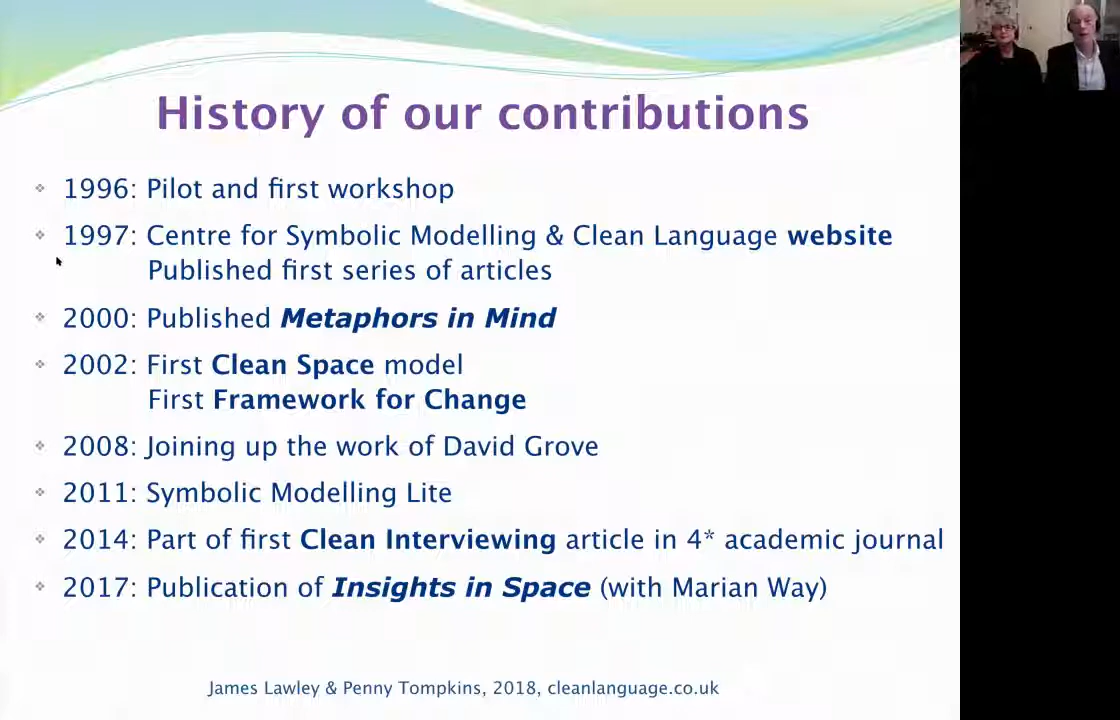 History of our contributions
1996: Pilot and first workshop
1997: Centre for Symbolic Modelling & Clean Language website
Published first series of articles
2000: Published Metaphors in Mind
2002: First Clean Space model
First Framework for Change
2008: Joining up the work of David Grove
2011: Symbolic Modelling Lite
2014: Part of first Clean Interviewing article in 4* academic journal
2017: Publication of Insights in Space (with Marian Way)
James Lawley & Penny Tompkins, 2018, cleanlanguage.co.uk